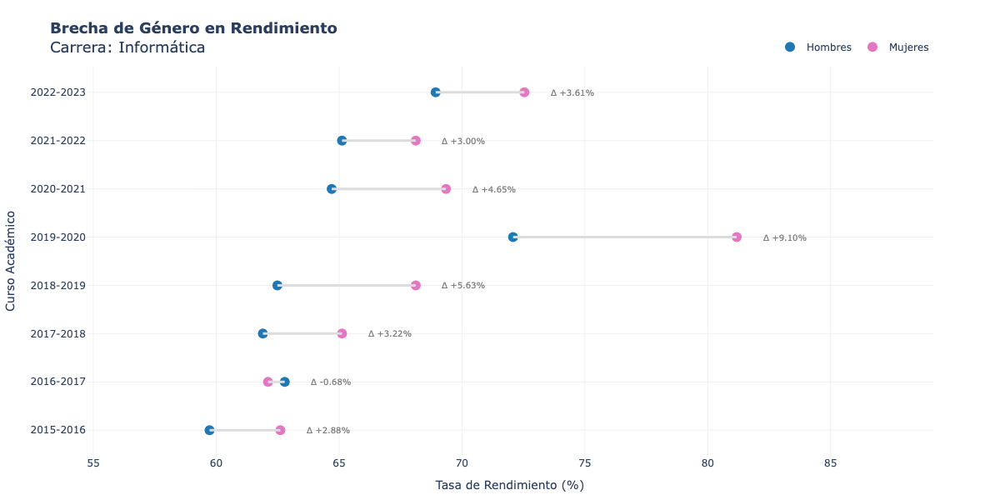 Brecha de Género en Rendimiento
Carrera: Informática
Hombres
Mujeres
Curso Académico
2022-2023
Δ +3.61%
2021-2022
Δ +3.00%
2020-2021
Δ +4.65%
2019-2020
Δ +9.10%
2018-2019
Δ +5.63%
2017-2018
Δ +3.22%
2016-2017
Δ -0.68%
2015-2016
Δ +2.88%
55 60 65 70 75 80 85
Tasa de Rendimiento (%)